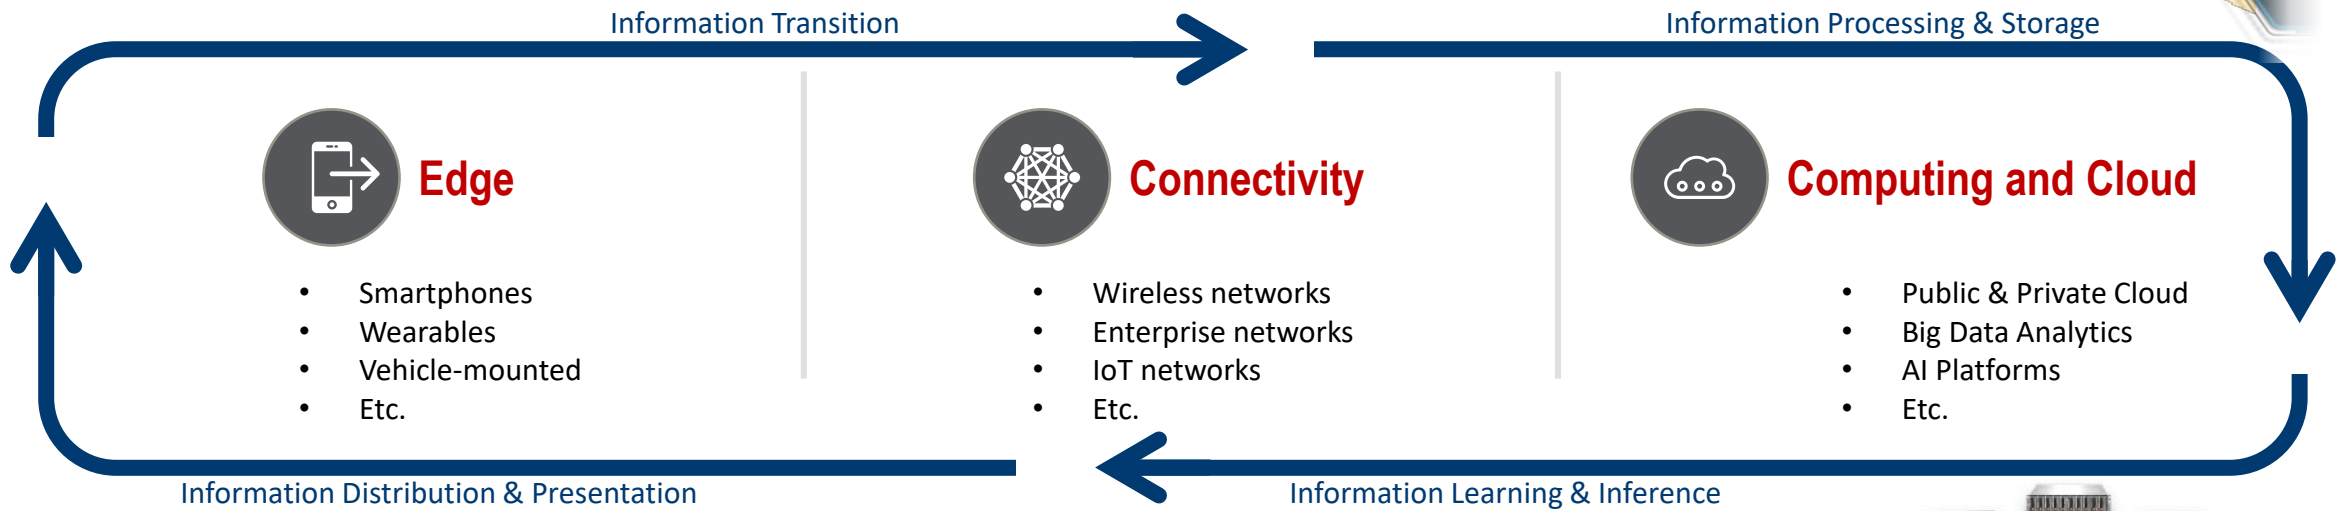 Information Transition
Information Processing & Storage
Edge
• Smartphones
• Wearables
• Vehicle-mounted
• Etc.
Connectivity
• Wireless networks
• Enterprise networks
• IoT networks
• Etc.
Computing and Cloud
• Public & Private Cloud
• Big Data Analytics
• AI Platforms
• Etc.
Information Distribution & Presentation
Information Learning & Inference